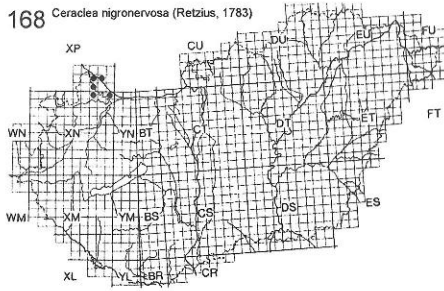 168 Ceraclea nigronervosa (Retzius, 1783)
XP CU DU EU FU
WN XN YN BT C DT ET FT
WM XM YM BS CS DS ES
XL YL BR CR